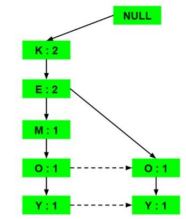 NULL
K : 2
E : 2
M : 1
O : 1 O : 1
Y : 1 Y : 1